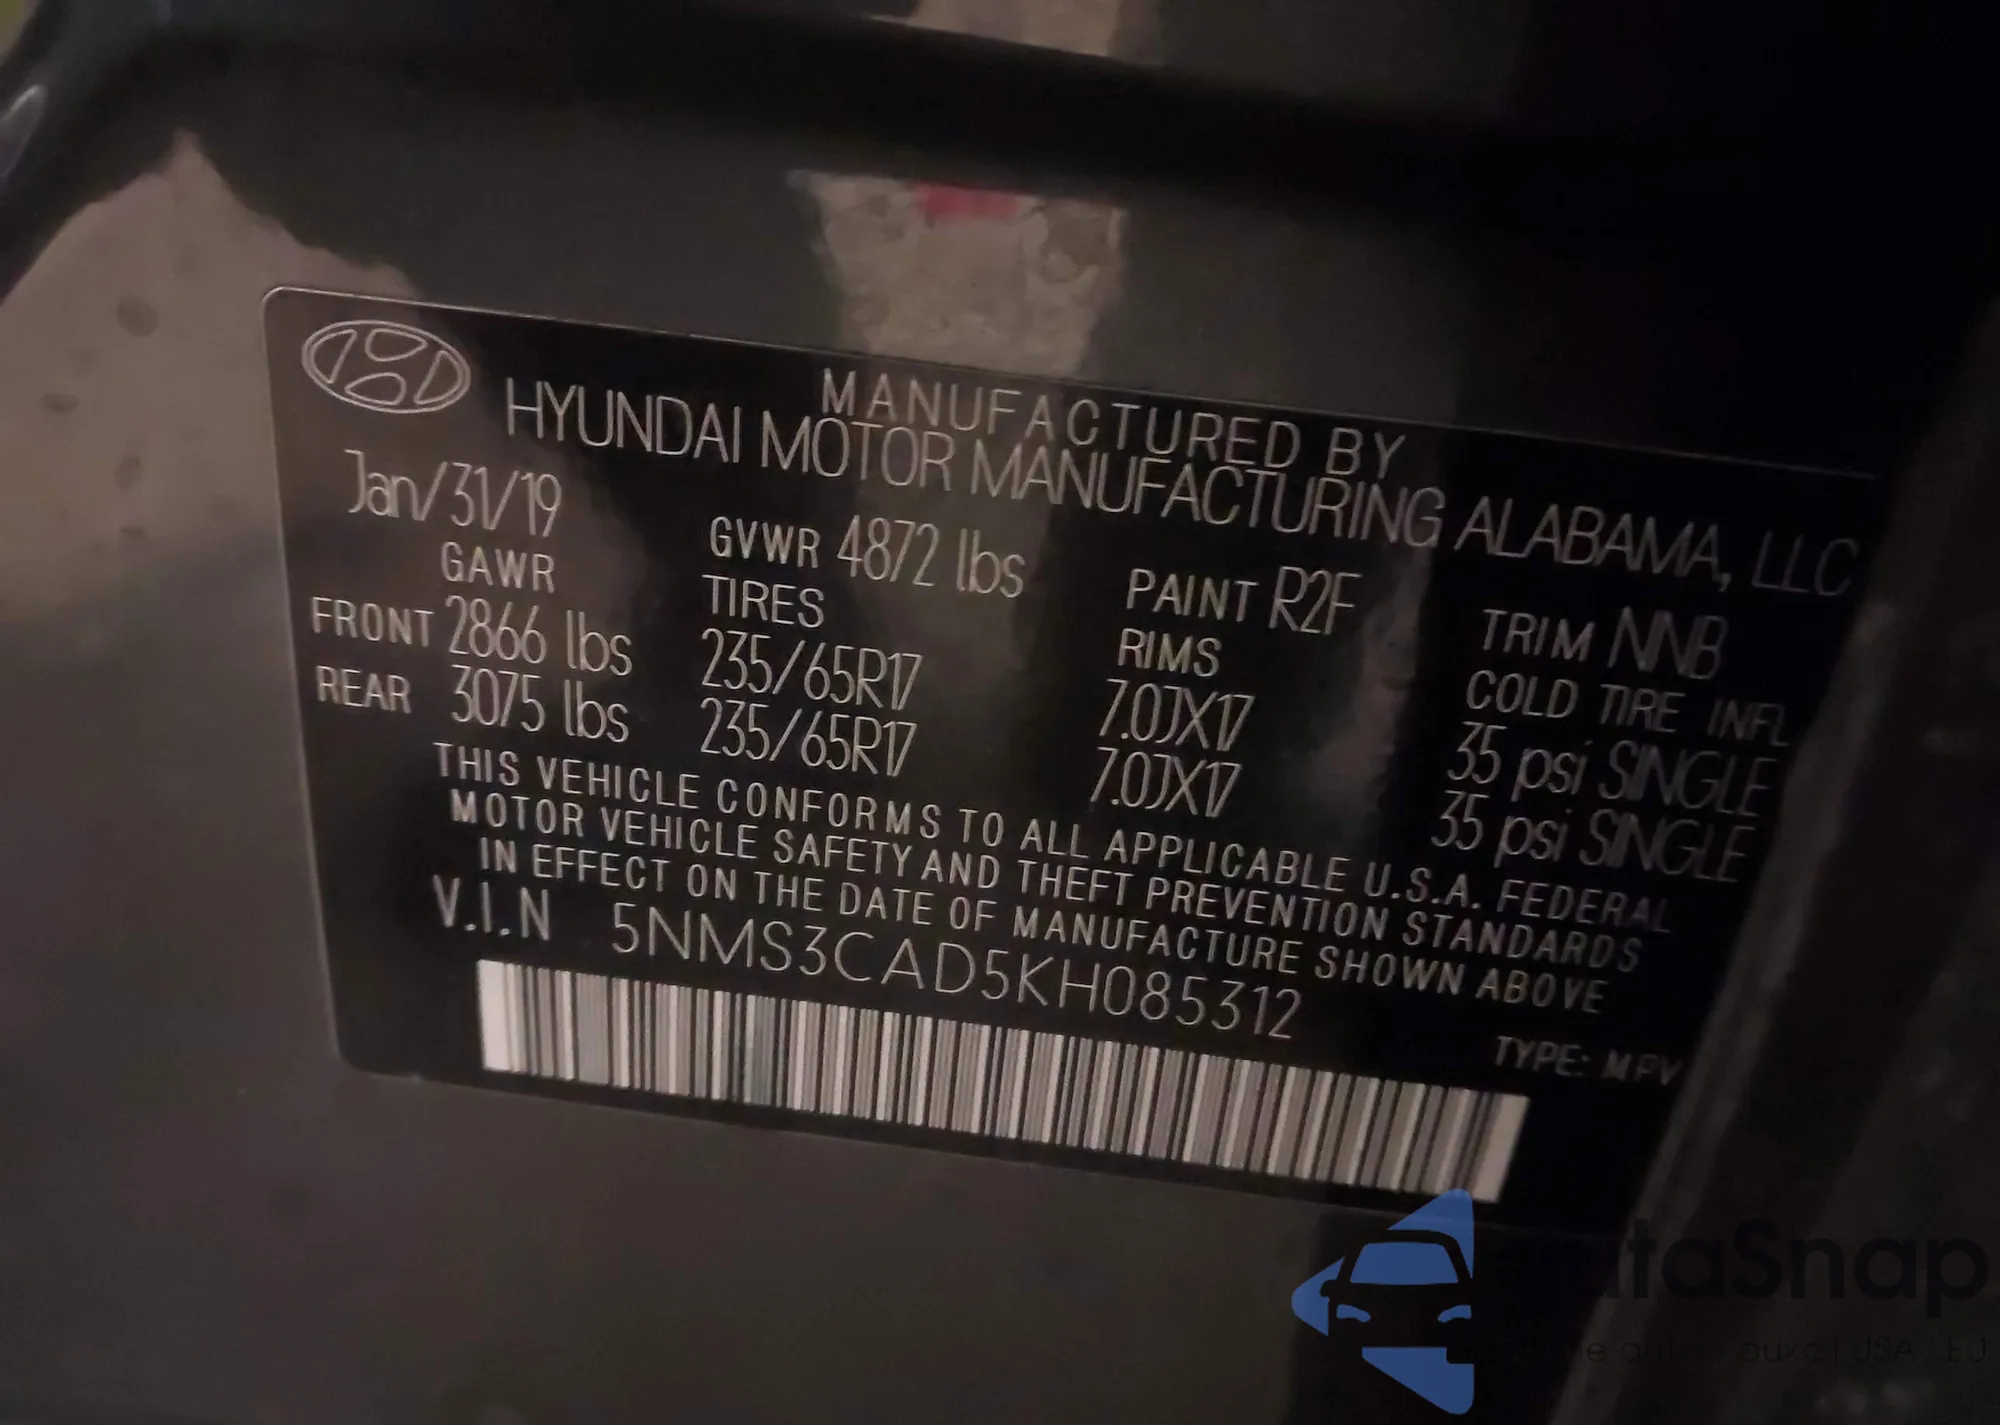 MANUFACTURED BY
HYUNDAI MOTOR MANUFACTURING ALABAMA, LLC
Jan/31/19 GVWR 4872 lbs PAINT R2F TRIM NNB
GAWR TIRES RIMS COLD TIRE INFL
FRONT 2866 lbs 235/65R17 7.0JX17 35 psi SINGLE
REAR 3075 lbs 235/65R17 7.0JX17 35 psi SINGLE
THIS VEHICLE CONFORMS TO ALL APPLICABLE U.S.A. FEDERAL
MOTOR VEHICLE SAFETY AND THEFT PREVENTION STANDARDS
IN EFFECT ON THE DATE OF MANUFACTURE SHOWN ABOVE
V.I.N 5NMS3CAD5KH085312
TYPE: MPV
USA